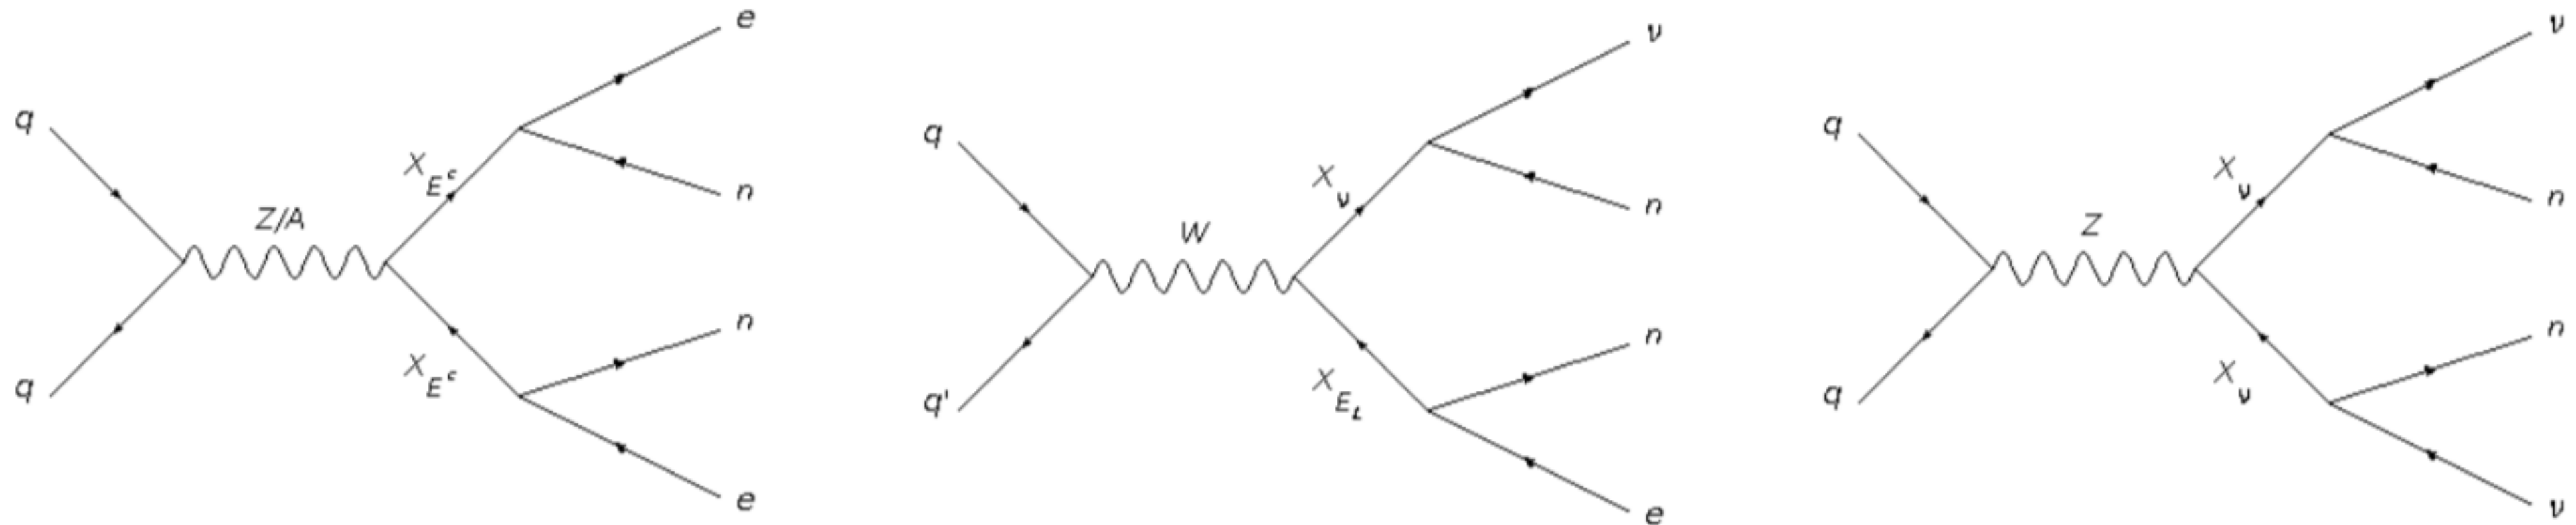 e
q
X_{E^c}
Z/A
n
n
q
X_{E^c}
e
ν
q
X_ν
W
n
n
q'
X_{E_L}
e
ν
q
X_ν
Z
n
n
q
X_ν
ν